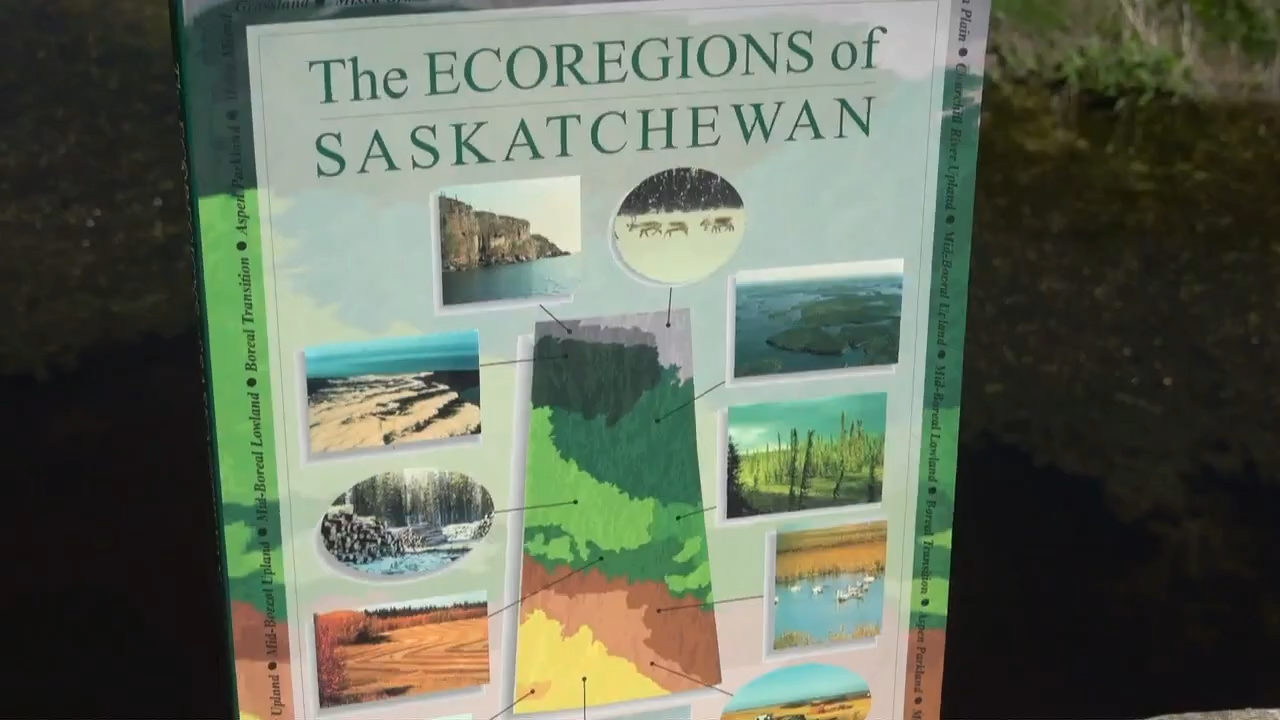 The ECOREGIONS of
SASKATCHEWAN
Grassland ● Mixed
Upland ● Mid-Boreal Upland ● Mid-Boreal Lowland ● Boreal Transition ● Aspen Parkland ●
Plain ● Churchill River Upland ● Mid-Boreal Upland ● Mid-Boreal Lowland ● Boreal Transition ● Aspen Parkland ●